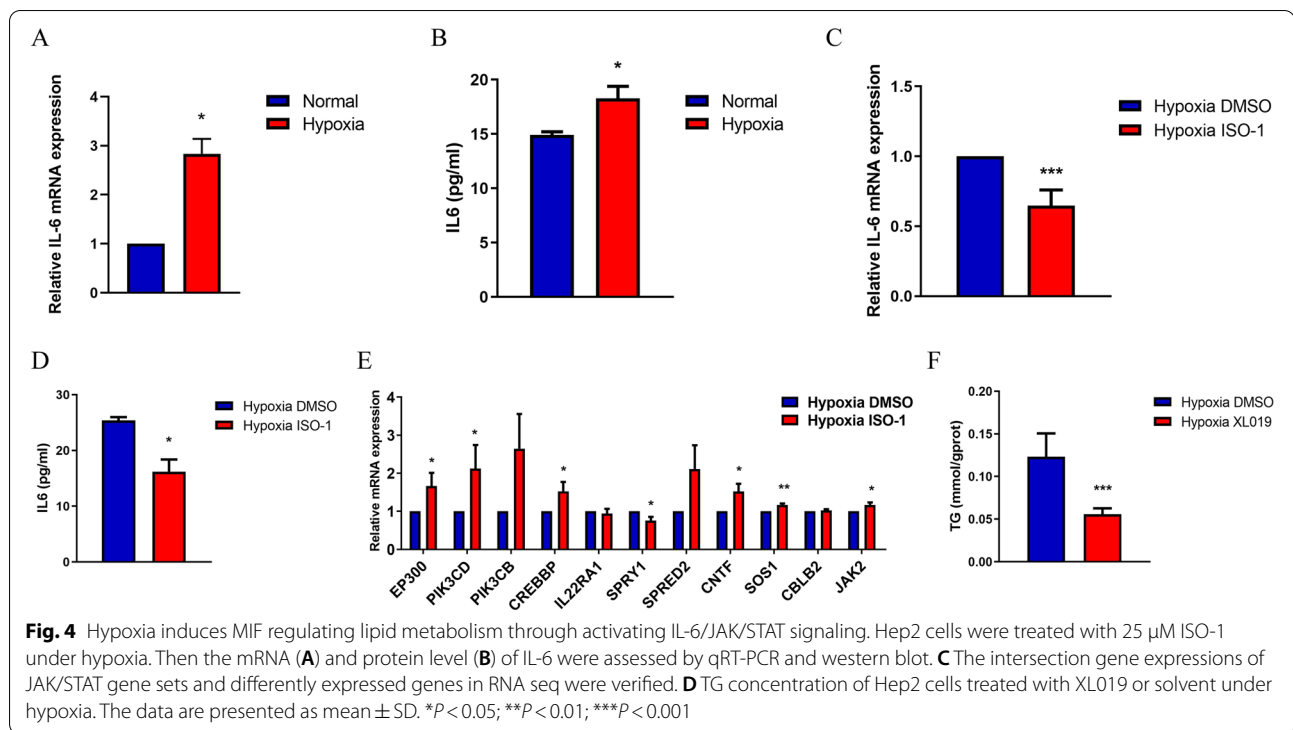 A
Relative IL-6 mRNA expression
4
3
2
1
0
*
Normal
Hypoxia
B
IL6 (pg/ml)
20
15
10
5
0
*
Normal
Hypoxia
C
Relative IL-6 mRNA expression
1.5
1.0
0.5
0.0
***
Hypoxia DMSO
Hypoxia ISO-1
D
IL6 (pg/ml)
30
20
10
0
*
Hypoxia DMSO
Hypoxia ISO-1
E
Relative mRNA expression
4
3
2
1
0
*
*
*
*
*
**
*
Hypoxia DMSO
Hypoxia ISO-1
EP300
PIK3CD
PIK3CB
CREBBP
IL22RA1
SPRY1
SPRED2
CNTF
SOS1
CBLB2
JAK2
F
TG (mmol/gprot)
0.20
0.15
0.10
0.05
0.00
***
Hypoxia DMSO
Hypoxia XL019
Fig. 4 Hypoxia induces MIF regulating lipid metabolism through activating IL-6/JAK/STAT signaling. Hep2 cells were treated with 25 μM ISO-1
under hypoxia. Then the mRNA (A) and protein level (B) of IL-6 were assessed by qRT-PCR and western blot. C The intersection gene expressions of
JAK/STAT gene sets and differently expressed genes in RNA seq were verified. D TG concentration of Hep2 cells treated with XL019 or solvent under
hypoxia. The data are presented as mean ± SD. *P < 0.05; **P < 0.01; ***P < 0.001